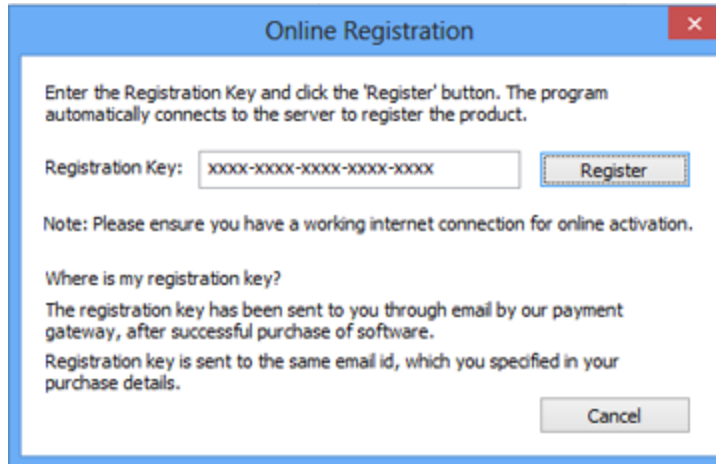 Online Registration
Enter the Registration Key and click the 'Register' button. The program
automatically connects to the server to register the product.
Registration Key: xxxx-xxxx-xxxx-xxxx-xxxx Register
Note: Please ensure you have a working internet connection for online activation.
Where is my registration key?
The registration key has been sent to you through email by our payment
gateway, after successful purchase of software.
Registration key is sent to the same email id, which you specified in your
purchase details.
Cancel